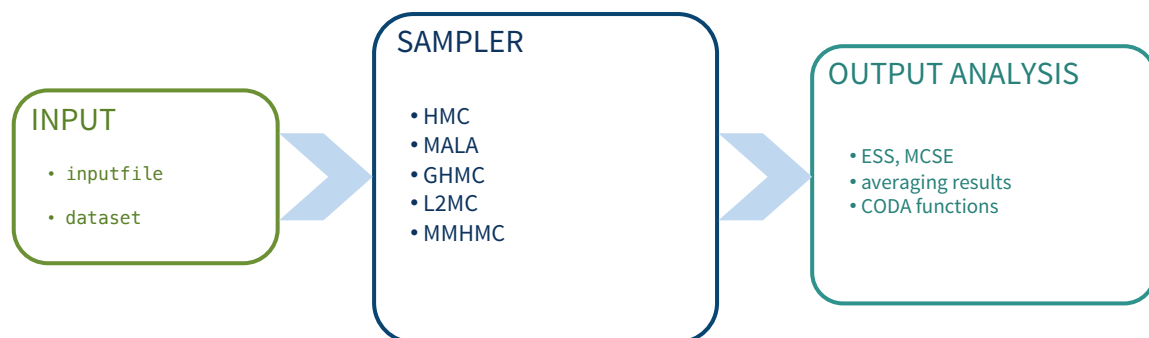 INPUT
• inputfile
• dataset
SAMPLER
• HMC
• MALA
• GHMC
• L2MC
• MMHMC
OUTPUT ANALYSIS
• ESS, MCSE
• averaging results
• CODA functions